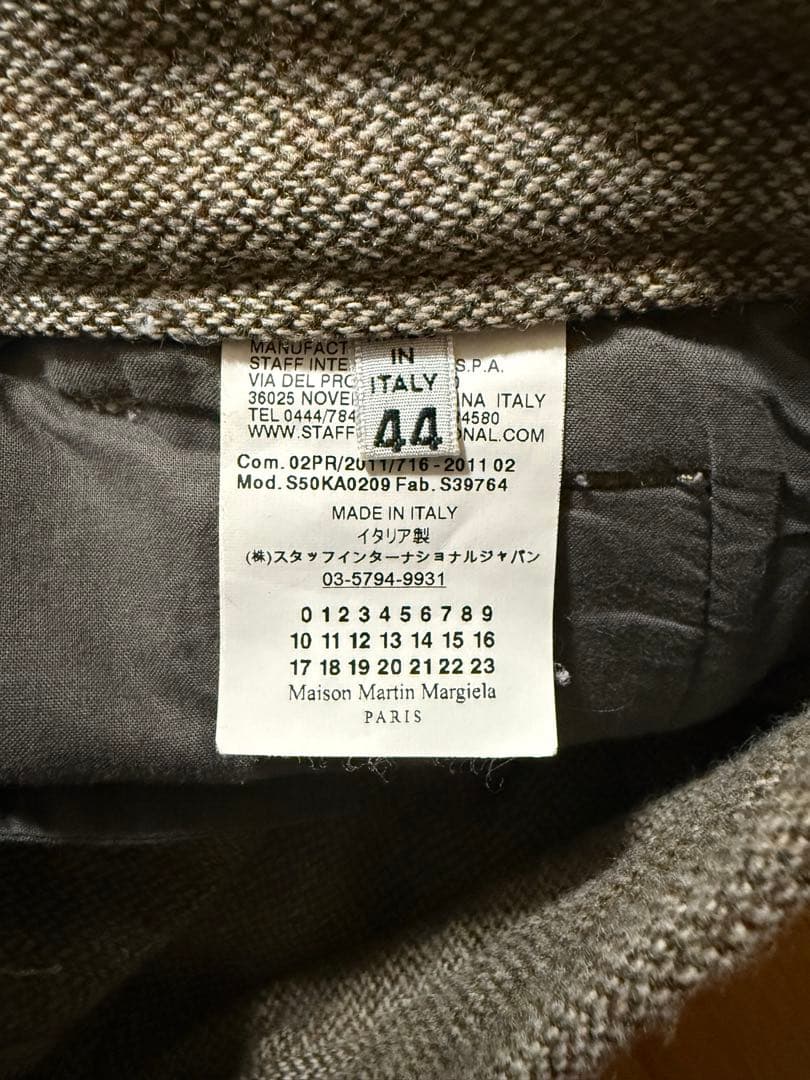 MANUFACT
STAFF INTE S.P.A.
VIA DEL PRO 0
36025 NOVE NA ITALY
TEL 0444/784 4580
WWW.STAFF ONAL.COM
IN
ITALY
44
Com. 02PR/2011/716 - 2011 02
Mod. S50KA0209 Fab. S39764
MADE IN ITALY
イタリア製
(株)スタッフインターナショナルジャパン
03-5794-9931
0 1 2 3 4 5 6 7 8 9
10 11 12 13 14 15 16
17 18 19 20 21 22 23
Maison Martin Margiela
PARIS